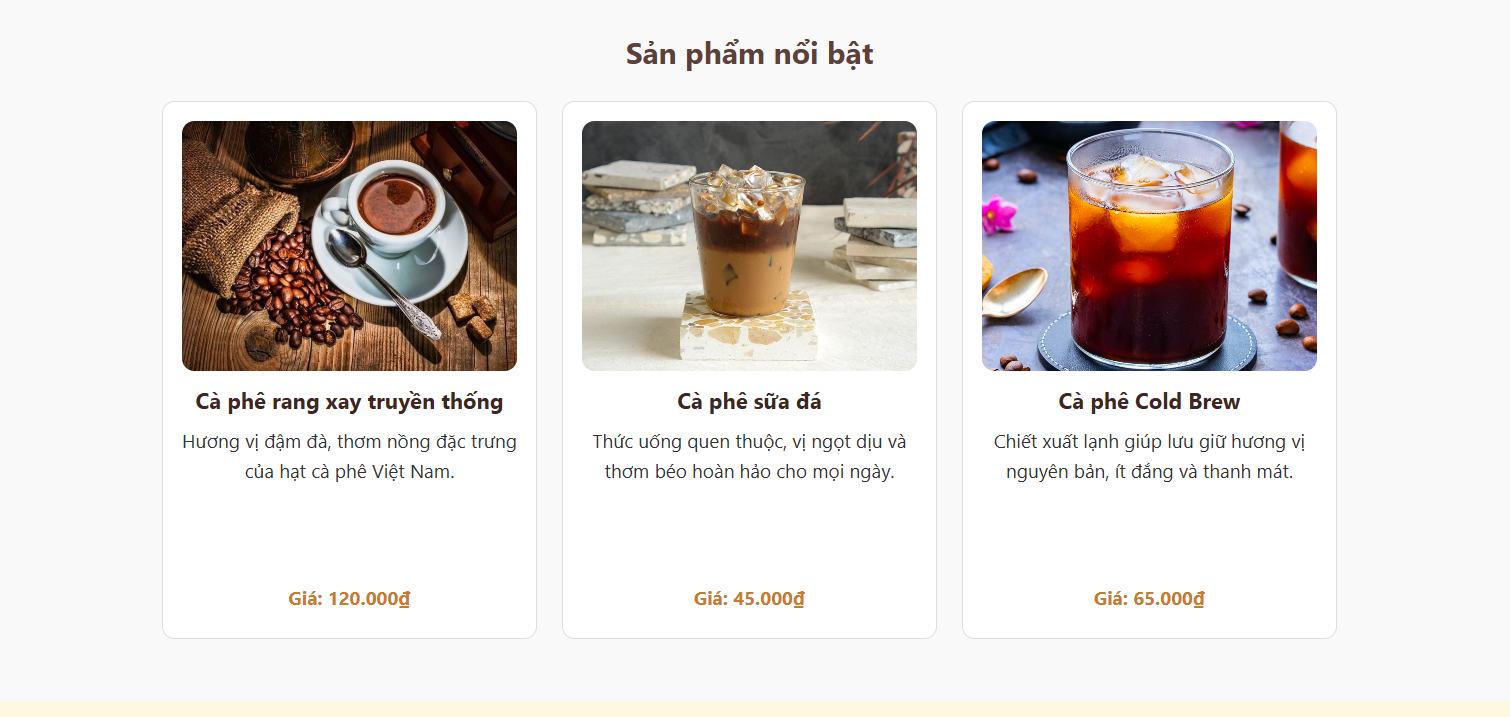 Sản phẩm nổi bật
Cà phê rang xay truyền thống
Hương vị đậm đà, thơm nồng đặc trưng
của hạt cà phê Việt Nam.
Giá: 120.000₫
Cà phê sữa đá
Thức uống quen thuộc, vị ngọt dịu và
thơm béo hoàn hảo cho mọi ngày.
Giá: 45.000₫
Cà phê Cold Brew
Chiết xuất lạnh giúp lưu giữ hương vị
nguyên bản, ít đắng và thanh mát.
Giá: 65.000₫